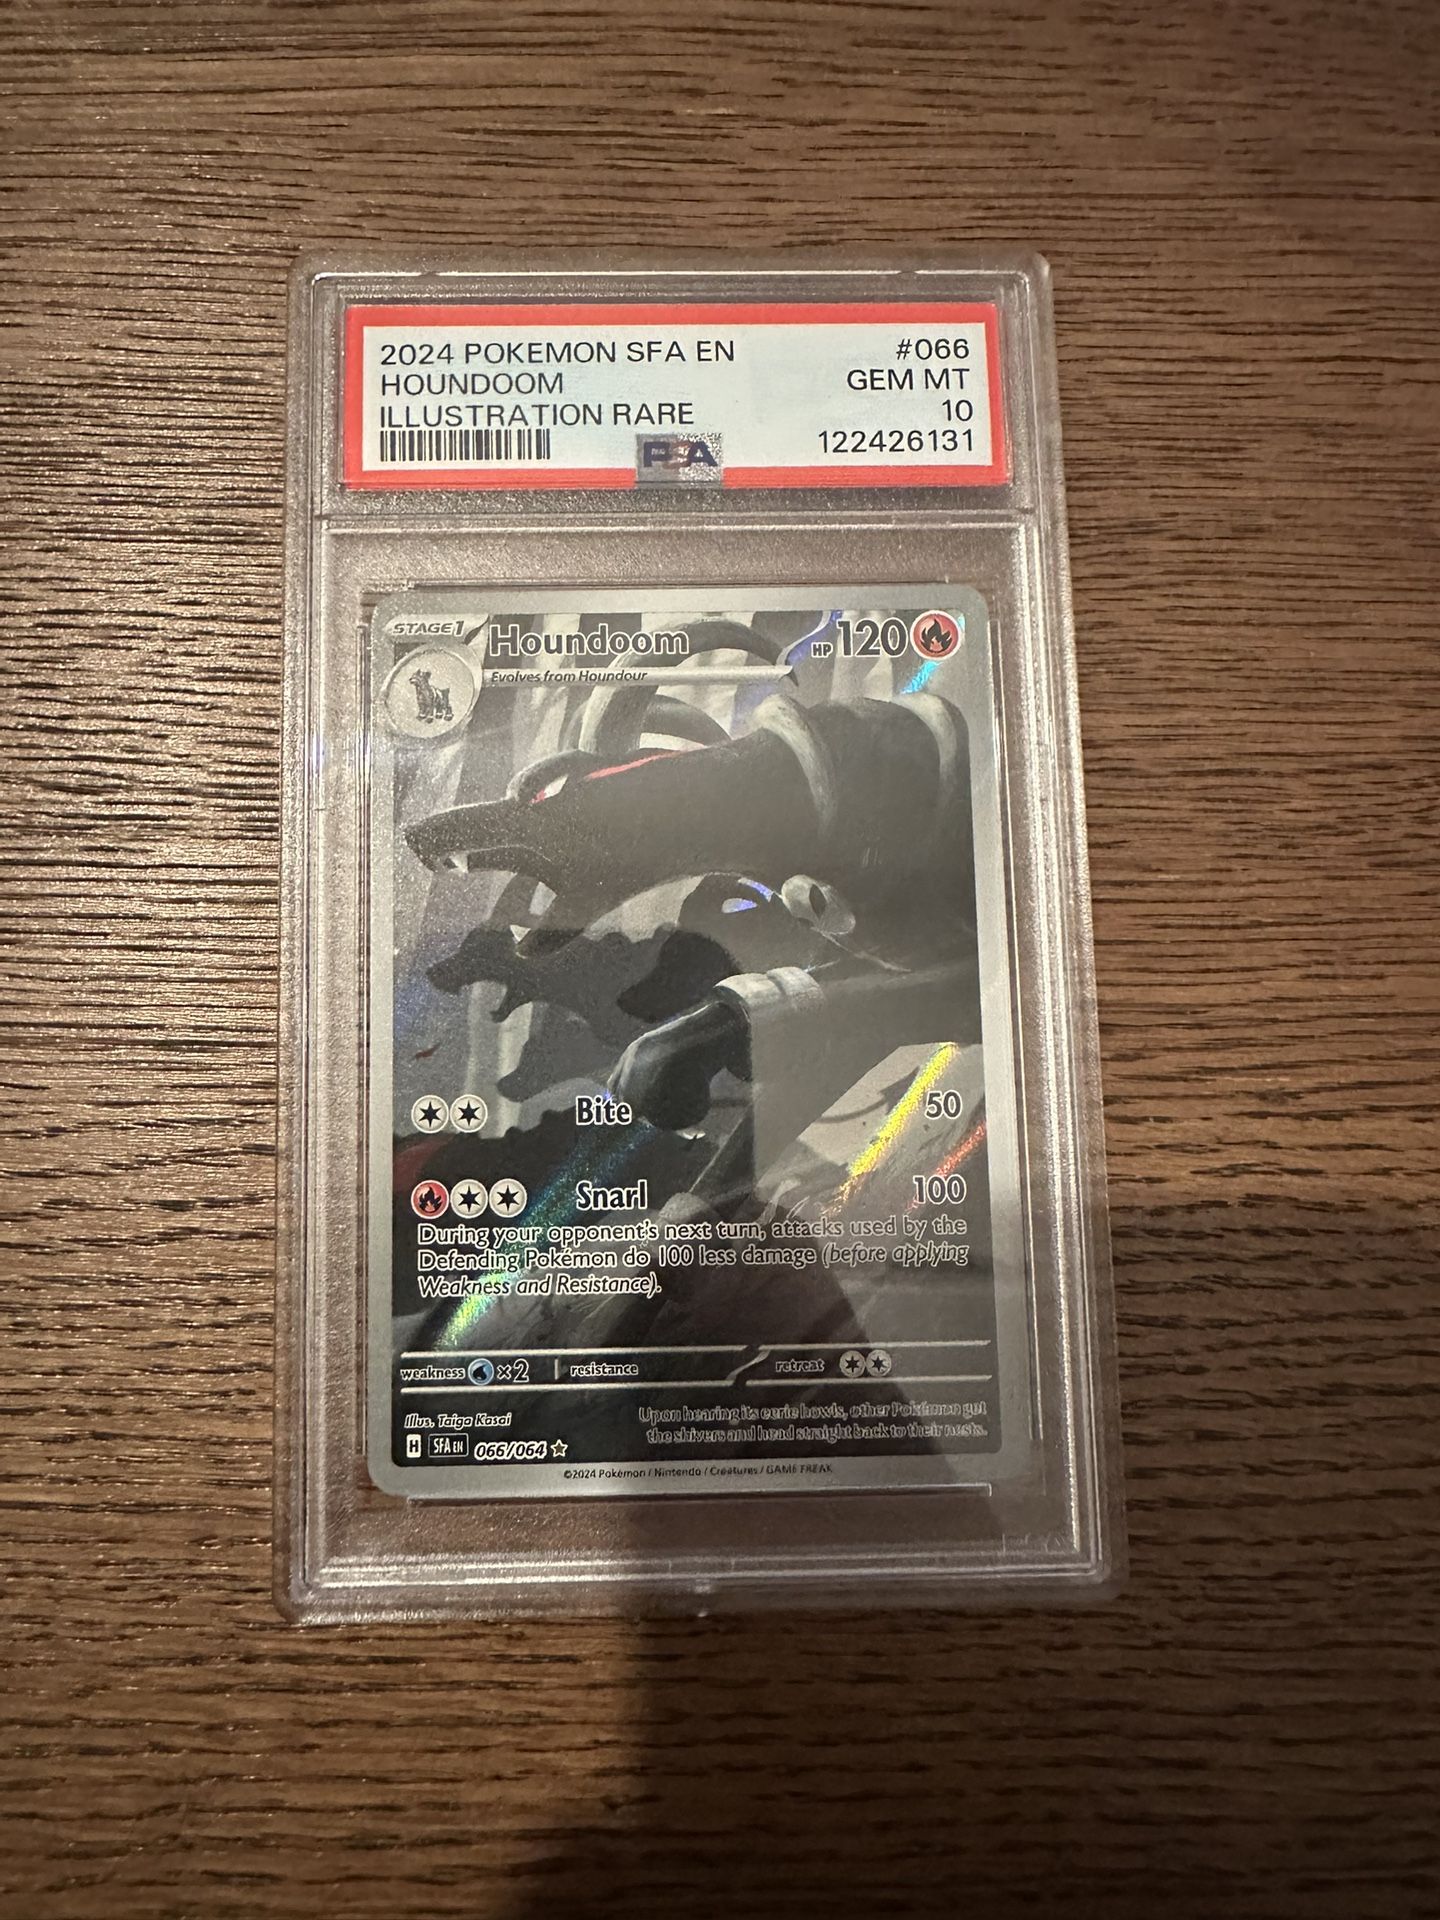 2024 POKEMON SFA EN #066
HOUNDOOM GEM MT
ILLUSTRATION RARE 10
PSA 122426131
STAGE 1 Houndoom HP 120
Evolves from Houndour
Bite 50
Snarl 100
During your opponent's next turn, attacks used by the
Defending Pokémon do 100 less damage (before applying
Weakness and Resistance).
weakness ×2 resistance retreat
Illus. Taiga Kasai
Upon hearing its eerie howls, other Pokémon get
the shivers and head straight back to their nests.
H SFA EN 066/064
©2024 Pokémon / Nintendo / Creatures / GAME FREAK